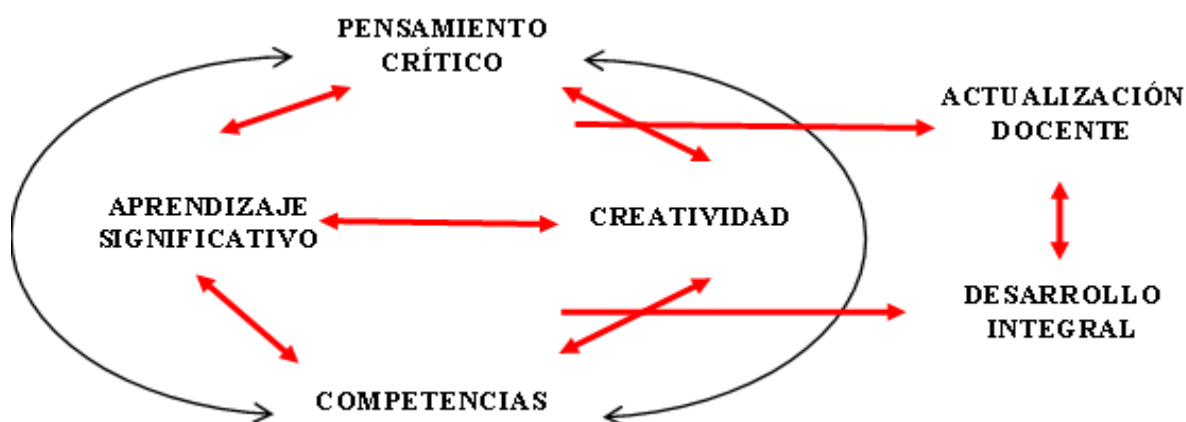 PENSAMIENTO
CRÍTICO
ACTUALIZACIÓN
DOCENTE
APRENDIZAJE
SIGNIFICATIVO
CREATIVIDAD
DESARROLLO
INTEGRAL
COMPETENCIAS